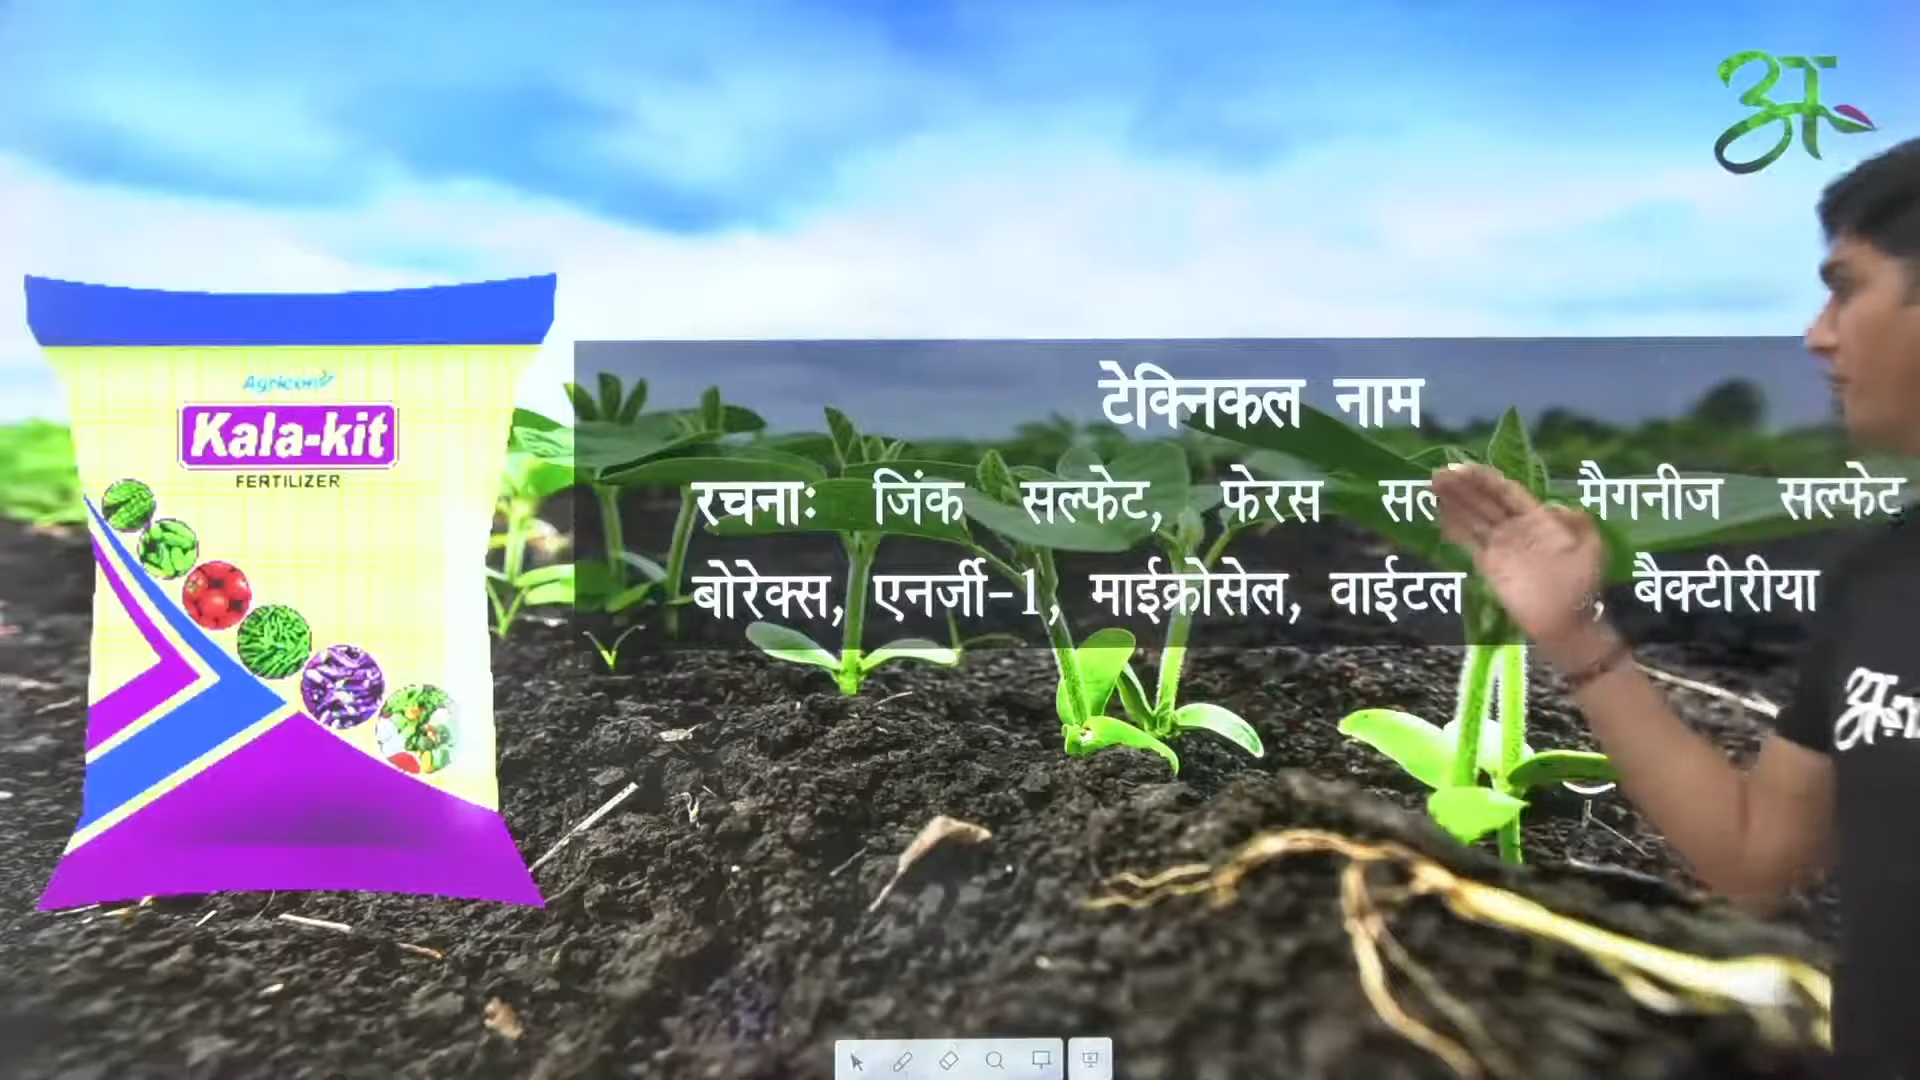 Agricon
Kala-kit
FERTILIZER
टेक्निकल नाम
रचनाः जिंक सल्फेट, फेरस मैगनीज सल्फेट
बोरेक्स, एनर्जी-1, माईक्रोसेल, वाईटल बैक्टीरीया